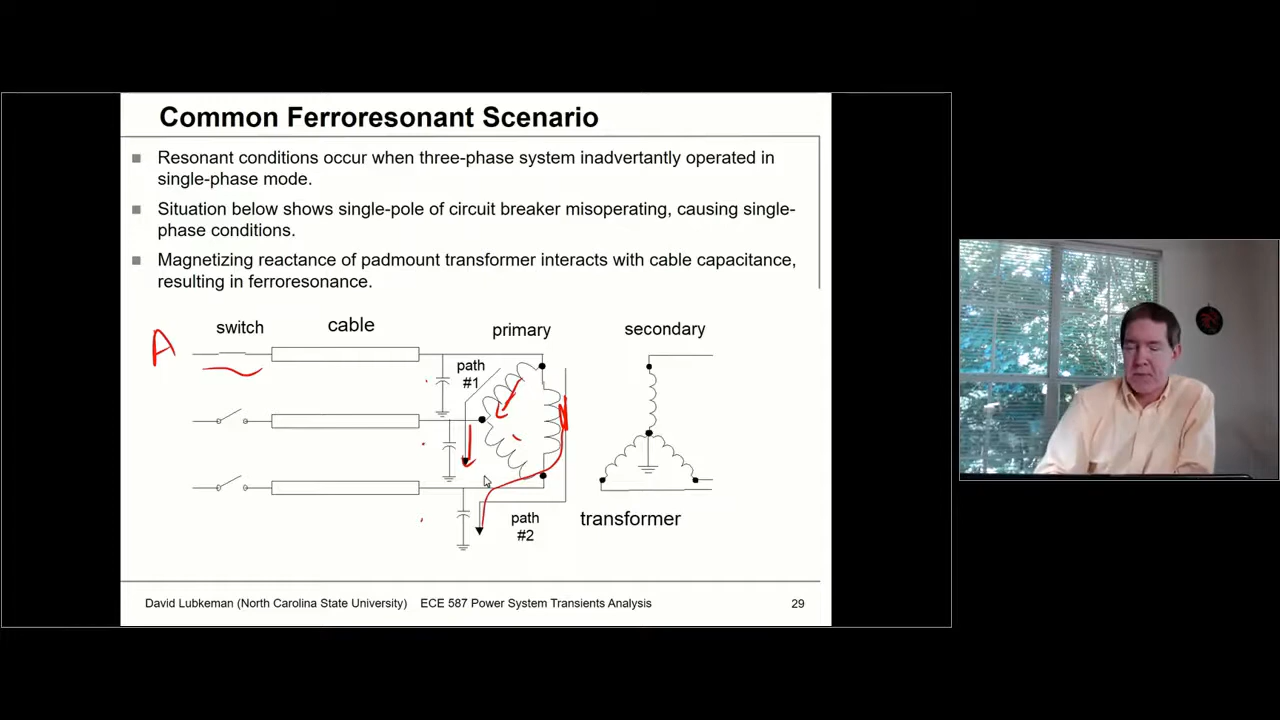 Common Ferroresonant Scenario
Resonant conditions occur when three-phase system inadvertantly operated in
single-phase mode.
Situation below shows single-pole of circuit breaker misoperating, causing single-
phase conditions.
Magnetizing reactance of padmount transformer interacts with cable capacitance,
resulting in ferroresonance.
A
switch
cable
primary
secondary
path
#1
path
#2
transformer
David Lubkeman (North Carolina State University) ECE 587 Power System Transients Analysis
29